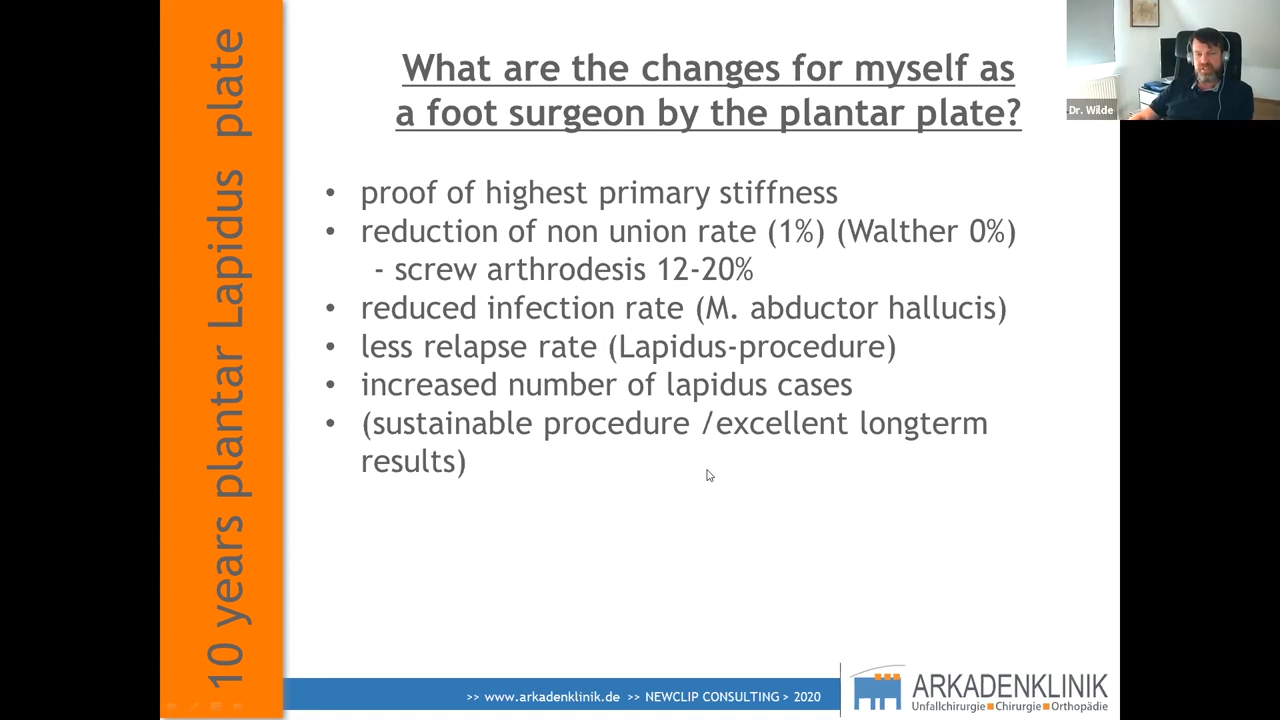 10 years plantar Lapidus plate
What are the changes for myself as
a foot surgeon by the plantar plate?
• proof of highest primary stiffness
• reduction of non union rate (1%) (Walther 0%)
- screw arthrodesis 12-20%
• reduced infection rate (M. abductor hallucis)
• less relapse rate (Lapidus-procedure)
• increased number of lapidus cases
• (sustainable procedure /excellent longterm
results)
Dr. Wilde
>> www.arkadenklinik.de >> NEWCLIP CONSULTING > 2020
ARKADENKLINIK
Unfallchirurgie ■ Chirurgie ■ Orthopädie